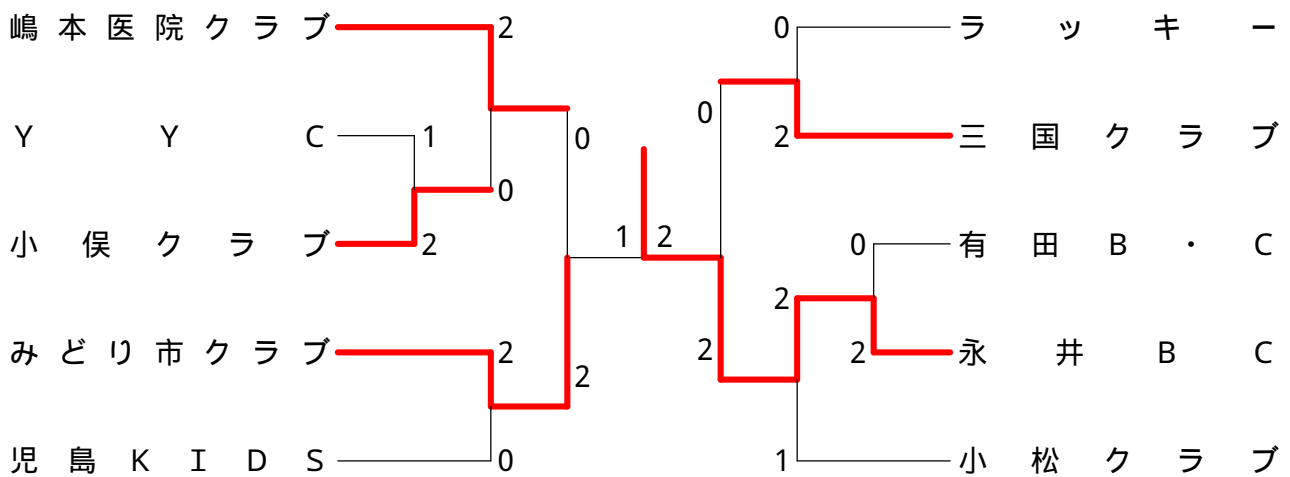 嶋本医院クラブ 2 0 ラッキー
0
YYC 1 0 2 三国クラブ
0
小俣クラブ 2 1 2 0 有田B・C
2
みどり市クラブ 2 2 2 2 永井BC
児島KIDS 0 1 小松クラブ